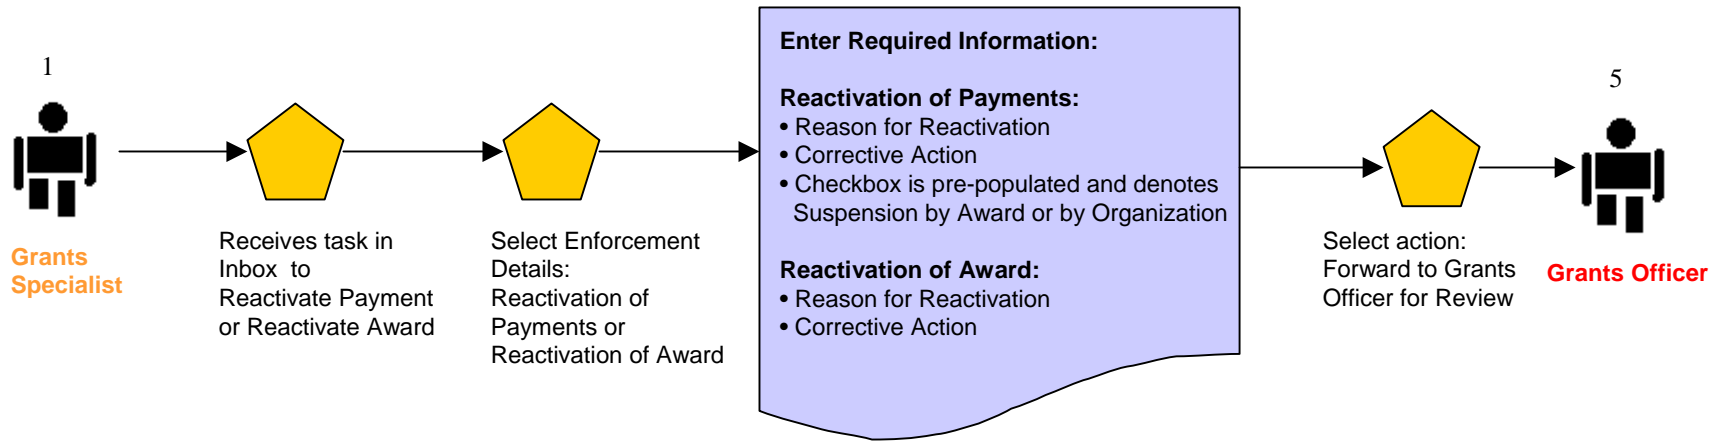 1
Grants
Specialist
Receives task in
Inbox to
Reactivate Payment
or Reactivate Award
Select Enforcement
Details:
Reactivation of
Payments or
Reactivation of Award
Enter Required Information:
Reactivation of Payments:
• Reason for Reactivation
• Corrective Action
• Checkbox is pre-populated and denotes
Suspension by Award or by Organization
Reactivation of Award:
• Reason for Reactivation
• Corrective Action
Select action:
Forward to Grants
Officer for Review
5
Grants Officer